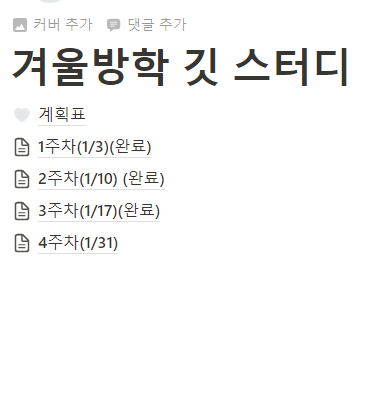 커버 추가 댓글 추가
겨울방학 깃 스터디
계획표
1주차(1/3)(완료)
2주차(1/10) (완료)
3주차(1/17)(완료)
4주차(1/31)